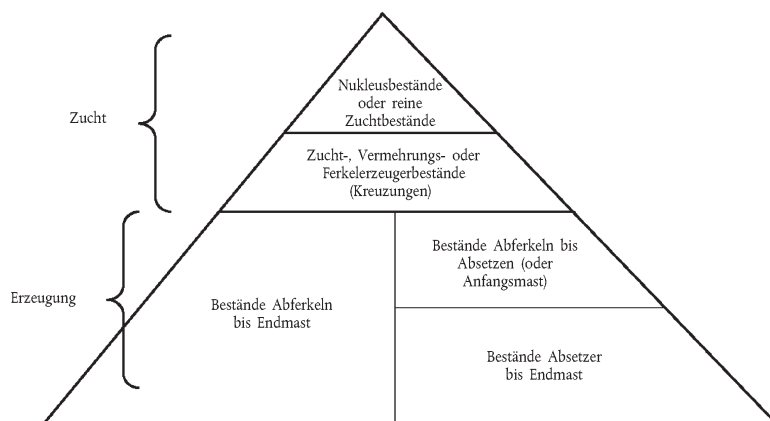 Nukleusbestände
oder reine
Zuchtbestände
Zucht
Zucht-, Vermehrungs- oder
Ferkelerzeugerbestände
(Kreuzungen)
Bestände Abferkeln bis
Absetzen (oder
Anfangsmast)
Erzeugung
Bestände Abferkeln
bis Endmast
Bestände Absetzer
bis Endmast